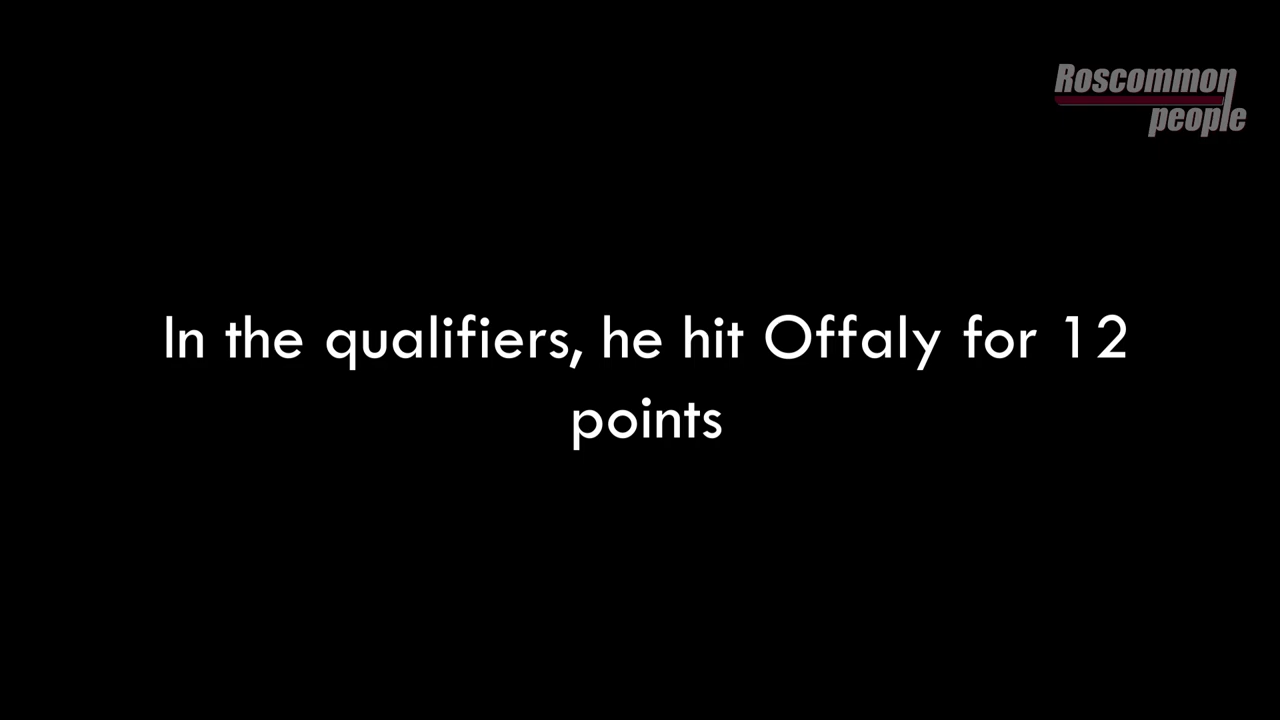 Roscommon
people
In the qualifiers, he hit Offaly for 12
points